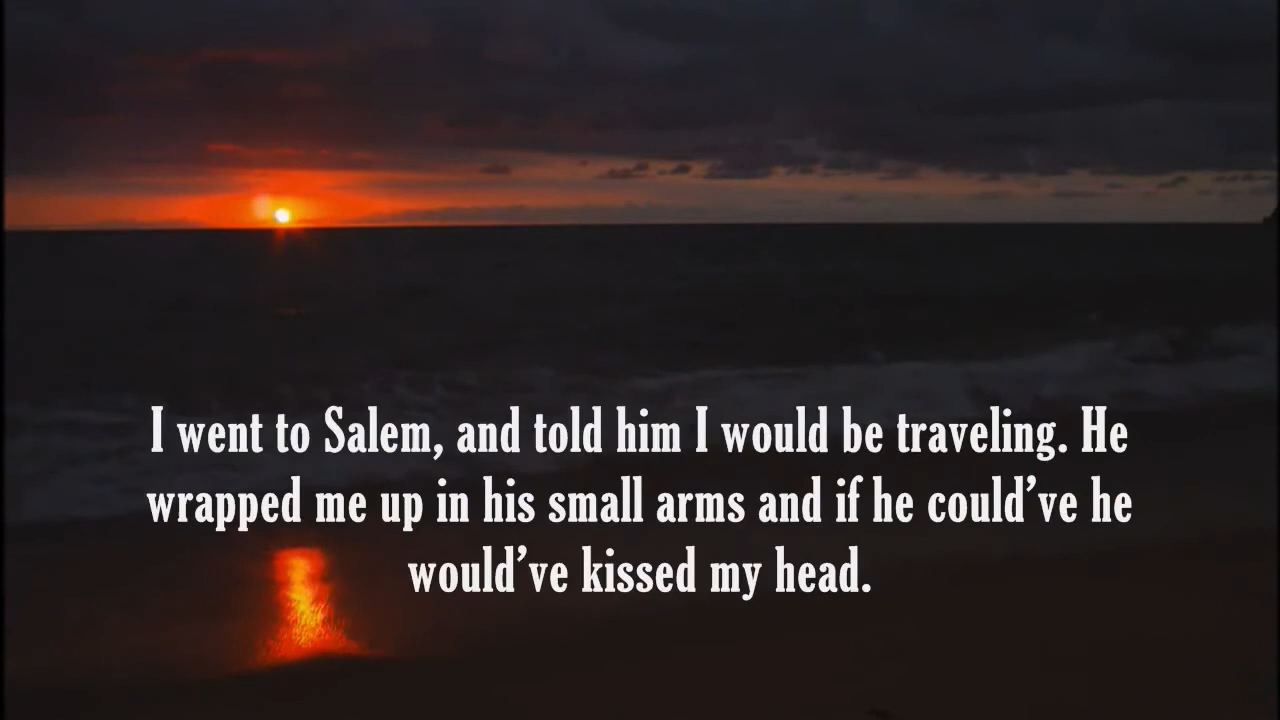 I went to Salem, and told him I would be traveling. He
wrapped me up in his small arms and if he could’ve he
would’ve kissed my head.